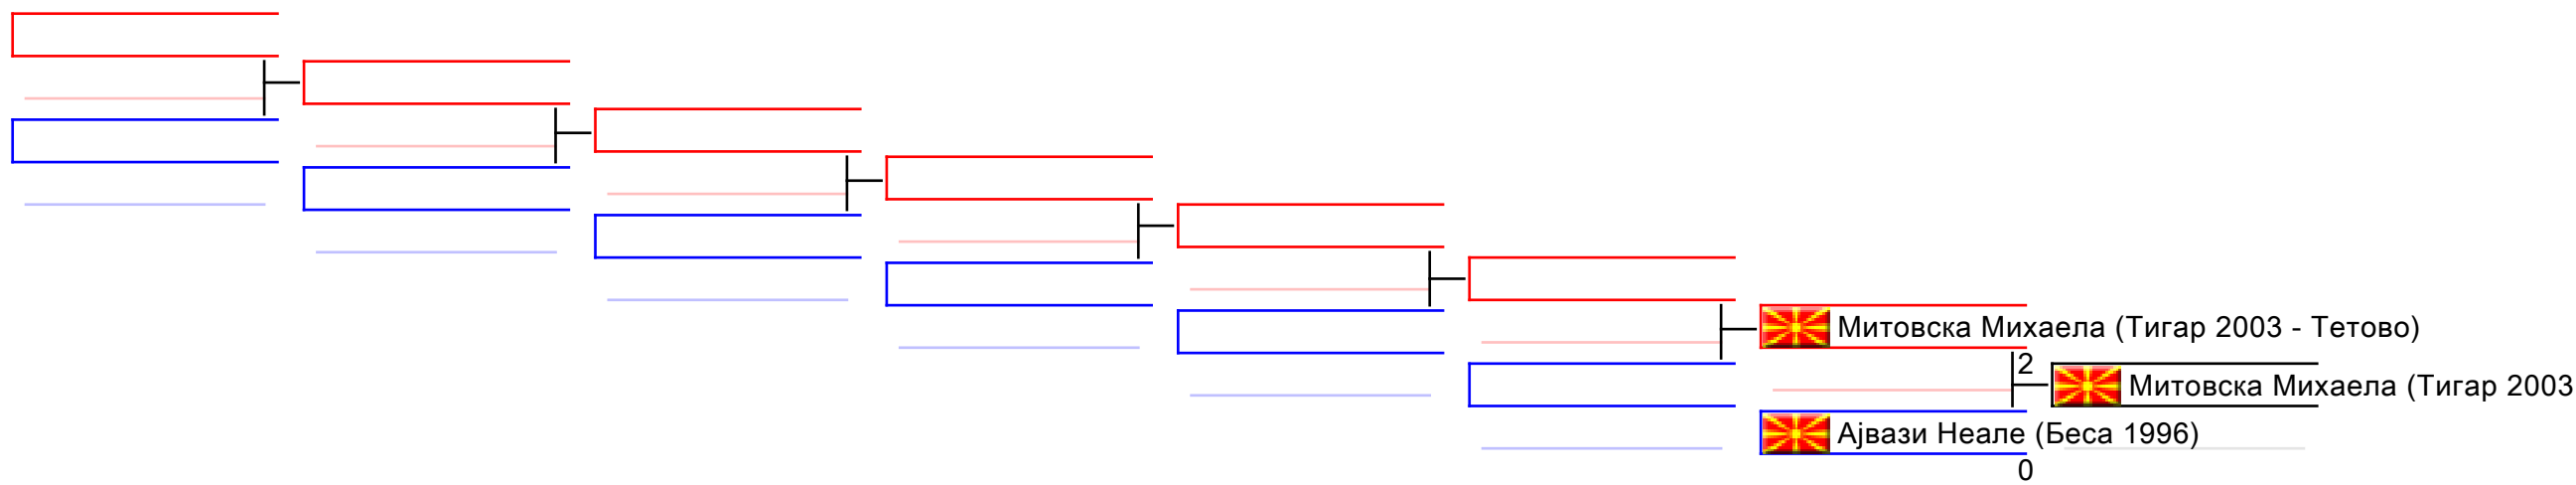 Митовска Михаела (Тигар 2003 - Тетово)
2
Митовска Михаела (Тигар 2003
Ајвази Неале (Беса 1996)
0